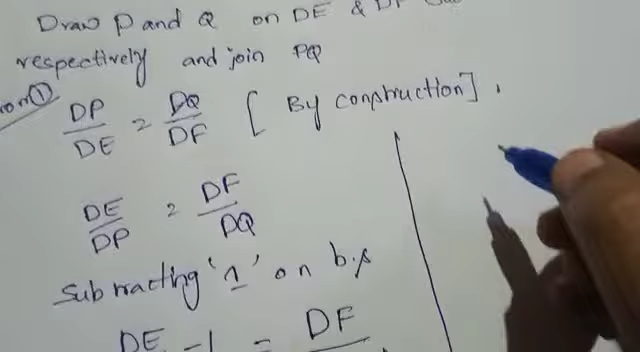 Draw P and Q on DE & DF
respectively and join PQ
DP/DE = DQ/DF [By construction].
DE/DP = DF/DQ
Subtracting '1' on b.s
DE -1 = DF